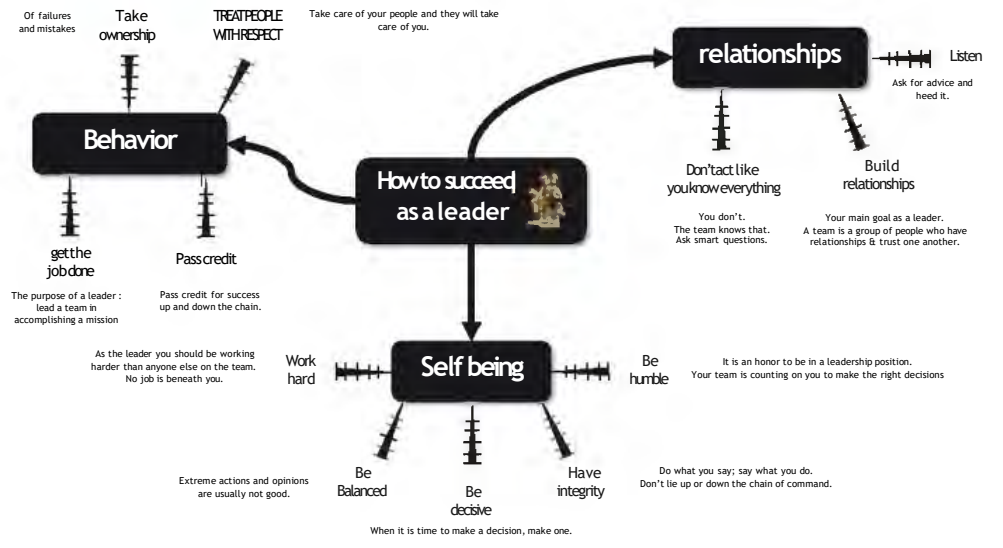 Of failures
and mistakes
Take
ownership
TREAT PEOPLE
WITH RESPECT
Take care of your people and they will take
care of you.
Behavior
get the
job done
The purpose of a leader :
lead a team in
accomplishing a mission
Pass credit
Pass credit for success
up and down the chain.
How to succeed
as a leader
relationships
Listen
Ask for advice and
heed it.
Don't act like
you know everything
You don't.
The team knows that.
Ask smart questions.
Build
relationships
Your main goal as a leader.
A team is a group of people who have
relationships & trust one another.
Self being
Work
hard
As the leader you should be working
harder than anyone else on the team.
No job is beneath you.
Be
humble
It is an honor to be in a leadership position.
Your team is counting on you to make the right decisions
Be
Balanced
Extreme actions and opinions
are usually not good.
Be
decisive
When it is time to make a decision, make one.
Have
integrity
Do what you say; say what you do.
Don't lie up or down the chain of command.